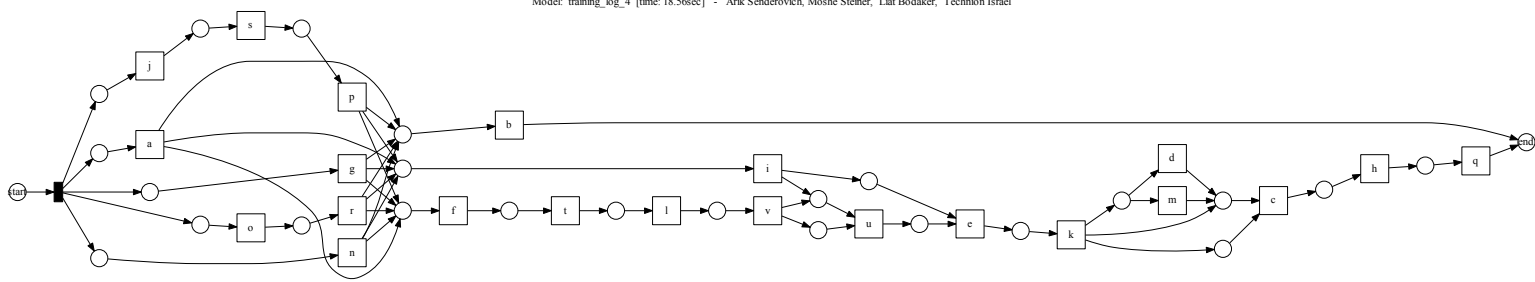 Model: training_log_4 [time: 18.56sec] - Arik Senderovich, Moshe Steiner, Liat Bodaker, Technion Israel
s
j
p
b
a
d
g
i
h
q
end
start
m
o
r
f
t
l
v
u
e
k
c
n